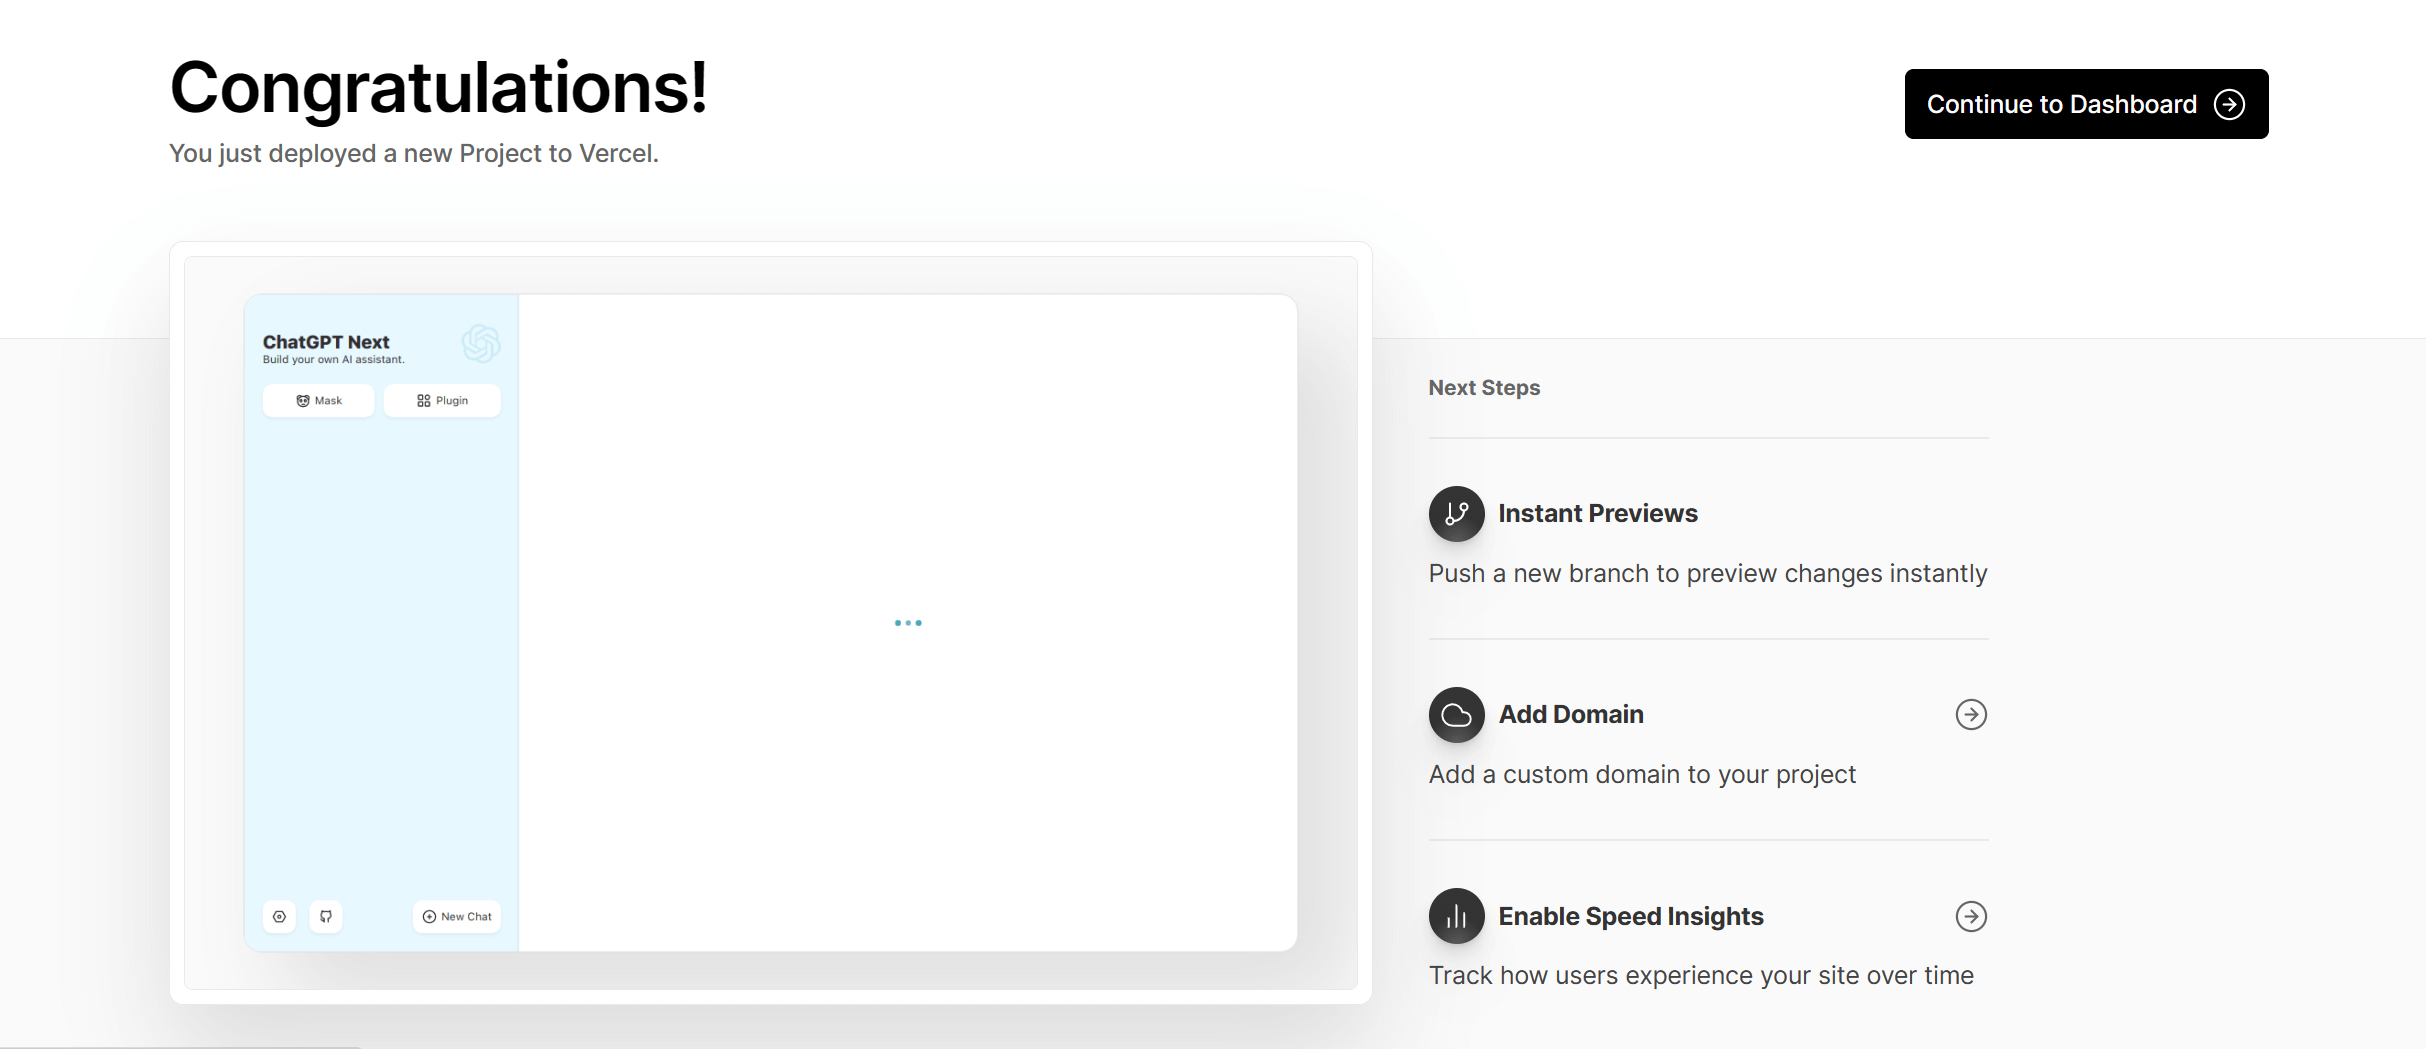 Congratulations!
You just deployed a new Project to Vercel.
Continue to Dashboard
ChatGPT Next
Build your own AI assistant.
Mask
Plugin
New Chat
Next Steps
Instant Previews
Push a new branch to preview changes instantly
Add Domain
Add a custom domain to your project
Enable Speed Insights
Track how users experience your site over time